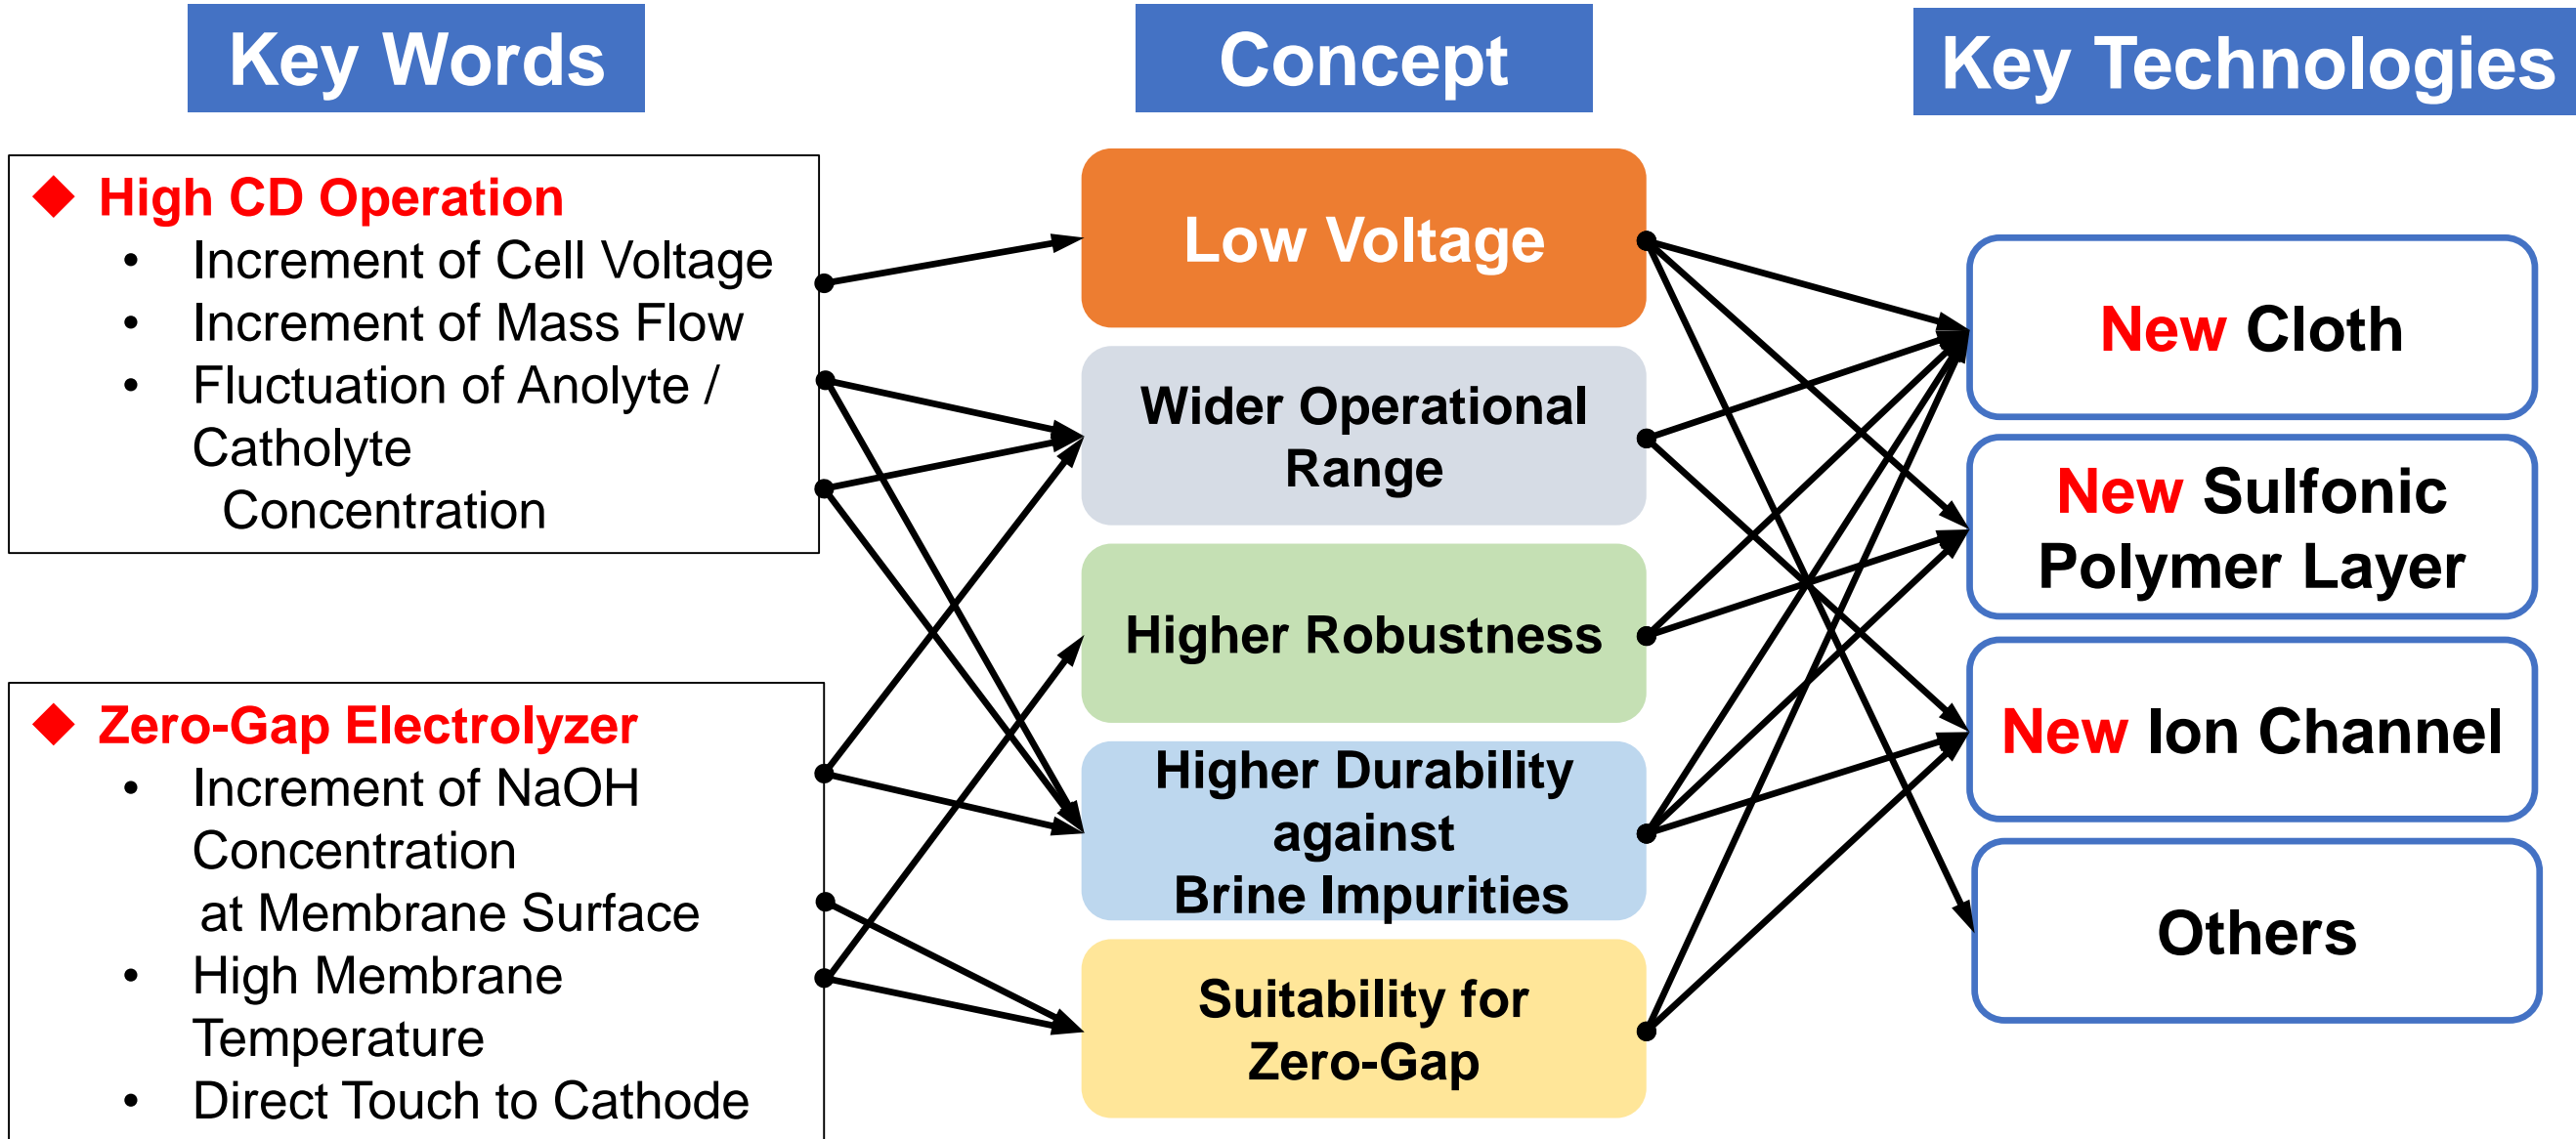 Key Words
Concept
Key Technologies
◆ High CD Operation
• Increment of Cell Voltage
• Increment of Mass Flow
• Fluctuation of Anolyte /
Catholyte
Concentration
◆ Zero-Gap Electrolyzer
• Increment of NaOH
Concentration
at Membrane Surface
• High Membrane
Temperature
• Direct Touch to Cathode
Low Voltage
Wider Operational
Range
Higher Robustness
Higher Durability
against
Brine Impurities
Suitability for
Zero-Gap
New Cloth
New Sulfonic
Polymer Layer
New Ion Channel
Others